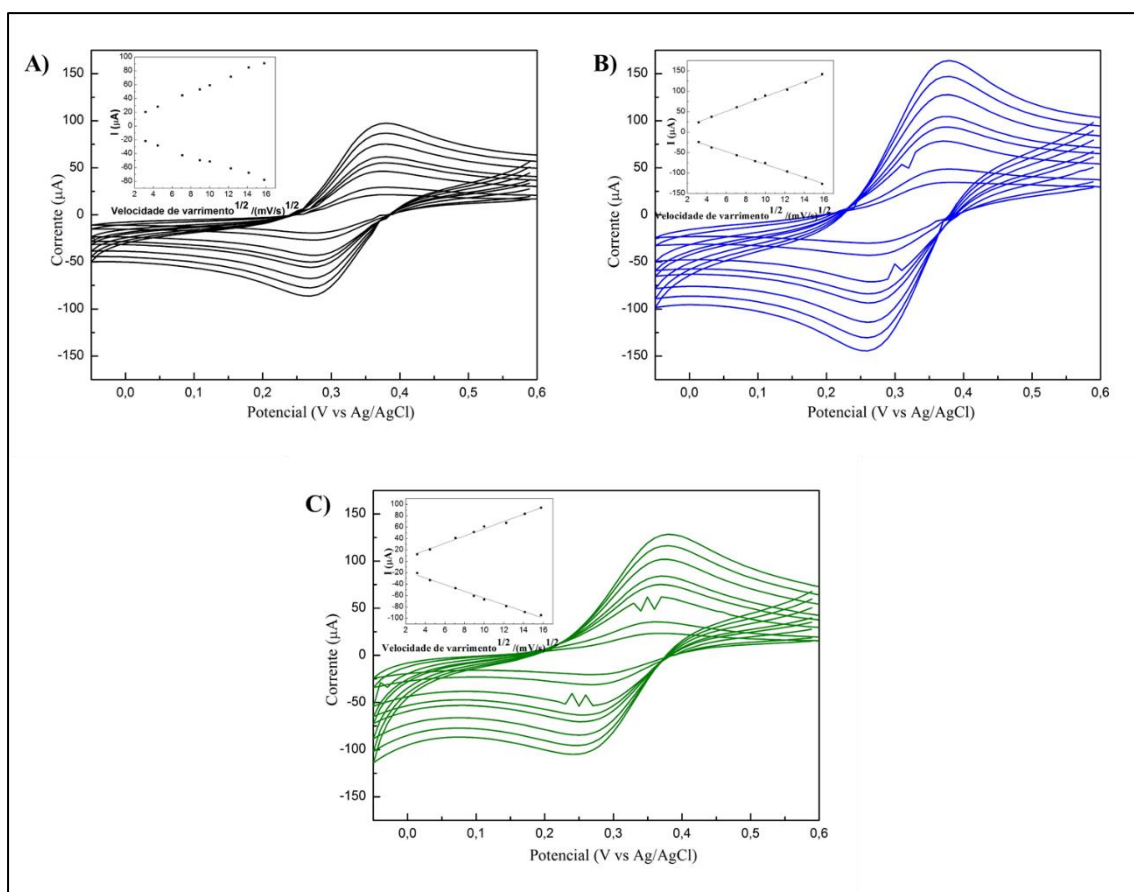 A)
100
80
60
40
20
0
-20
-40
-60
-80
I (µA)
2 4 6 8 10 12 14 16
Velocidade de varrimento^1/2/(mV/s)^1/2
150
100
50
0
-50
-100
-150
Corrente (µA)
0,0 0,1 0,2 0,3 0,4 0,5 0,6
Potencial (V vs Ag/AgCl)
B)
150
100
50
0
-50
-100
-150
I (µA)
2 4 6 8 10 12 14 16
Velocidade de varrimento^1/2/(mV/s)^1/2
150
100
50
0
-50
-100
-150
Corrente (µA)
0,0 0,1 0,2 0,3 0,4 0,5 0,6
Potencial (V vs Ag/AgCl)
C)
100
80
60
40
20
0
-20
-40
-60
-80
-100
I (µA)
2 4 6 8 10 12 14 16
Velocidade de varrimento^1/2/(mV/s)^1/2
150
100
50
0
-50
-100
-150
Corrente (µA)
0,0 0,1 0,2 0,3 0,4 0,5 0,6
Potencial (V vs Ag/AgCl)